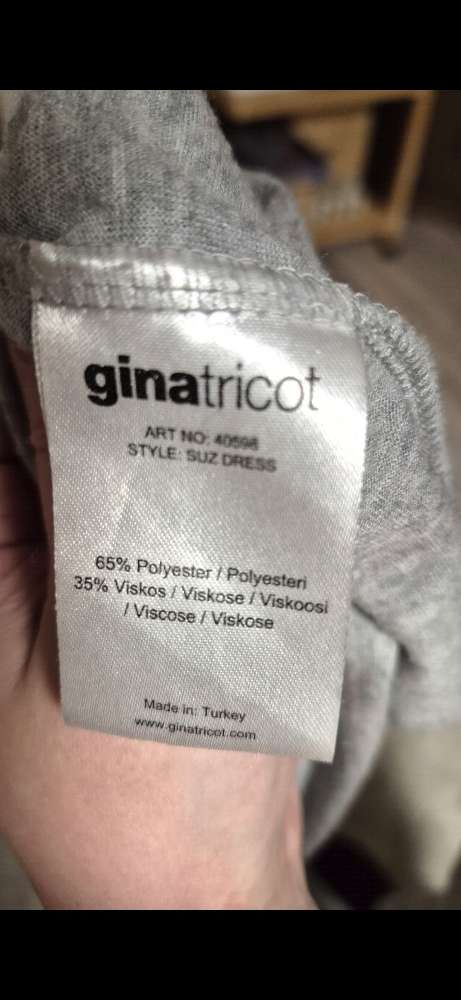 ginatricot
ART NO: 40598
STYLE: SUZ DRESS
65% Polyester / Polyesteri
35% Viskos / Viskose / Viskoosi
/ Viscose / Viskose
Made in: Turkey
www.ginatricot.com